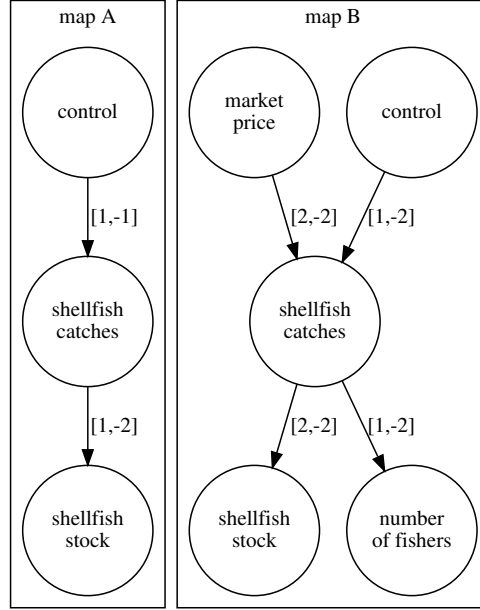 map A
control
[1,-1]
shellfish
catches
[1,-2]
shellfish
stock
map B
market
price
control
[2,-2]
[1,-2]
shellfish
catches
[2,-2]
[1,-2]
shellfish
stock
number
of fishers